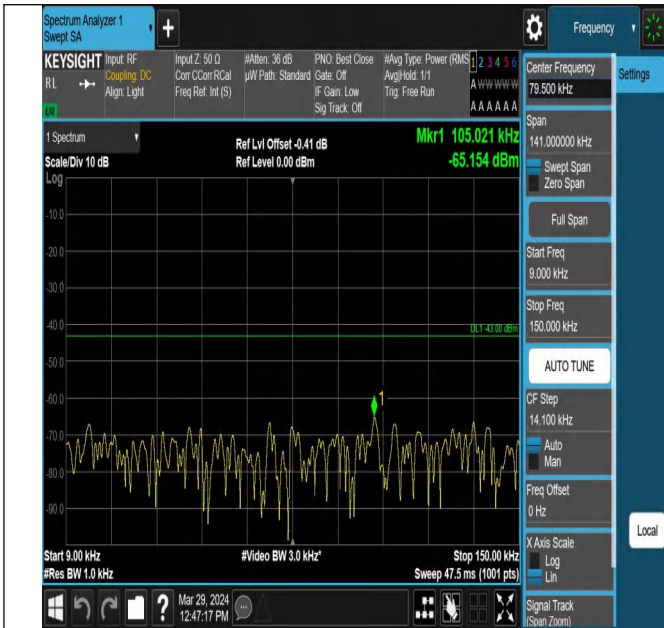 Spectrum Analyzer 1
Swept SA
Frequency
KEYSIGHT
RL
LXI
Input: RF
Coupling: DC
Align: Light
Input Z: 50 Ω
Corr CCorr RCal
Freq Ref: Int (S)
#Atten: 36 dB
µW Path: Standard
PNO: Best Close
Gate: Off
IF Gain: Low
Sig Track: Off
#Avg Type: Power (RMS
Avg|Hold: 1/1
Trig: Free Run
1 2 3 4 5 6
A W W W W W
A A A A A A
1 Spectrum
Scale/Div 10 dB
Log
Ref Lvl Offset -0.41 dB
Ref Level 0.00 dBm
Mkr1 105.021 kHz
-65.154 dBm
-10.0
-20.0
-30.0
-40.0
DL1 -43.00 dBm
-50.0
-60.0
1
-70.0
-80.0
-90.0
Start 9.00 kHz
#Video BW 3.0 kHz*
Stop 150.00 kHz
#Res BW 1.0 kHz
Sweep 47.5 ms (1001 pts)
Mar 29, 2024
12:47:17 PM
Center Frequency
79.500 kHz
Settings
Span
141.000000 kHz
Swept Span
Zero Span
Full Span
Start Freq
9.000 kHz
Stop Freq
150.000 kHz
AUTO TUNE
CF Step
14.100 kHz
Auto
Man
Freq Offset
0 Hz
Local
X Axis Scale
Log
Lin
Signal Track
(Span Zoom)